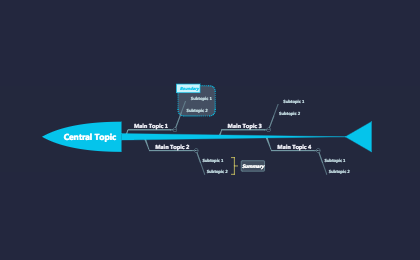 Boundary
Subtopic 1
Subtopic 2
Main Topic 1
Subtopic 1
Subtopic 2
Main Topic 3
Central Topic
Main Topic 2
Subtopic 1
Subtopic 2
Summary
Main Topic 4
Subtopic 1
Subtopic 2